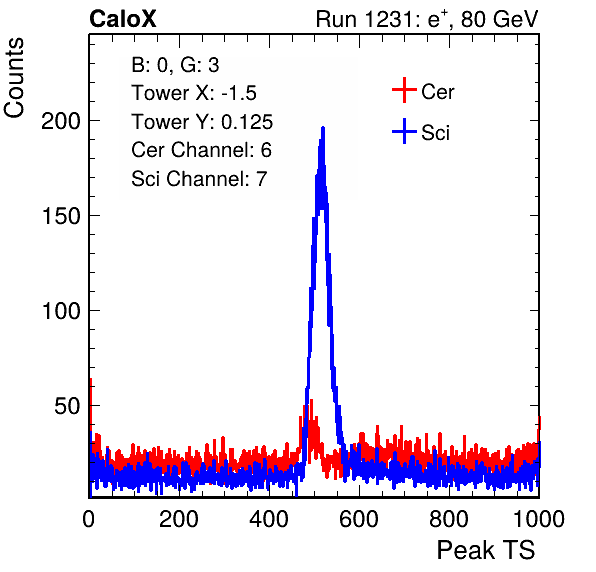 CaloX Run 1231: e⁺, 80 GeV
Counts
B: 0, G: 3
Tower X: -1.5
Tower Y: 0.125
Cer Channel: 6
Sci Channel: 7
Cer
Sci
200
150
100
50
0 200 400 600 800 1000
Peak TS